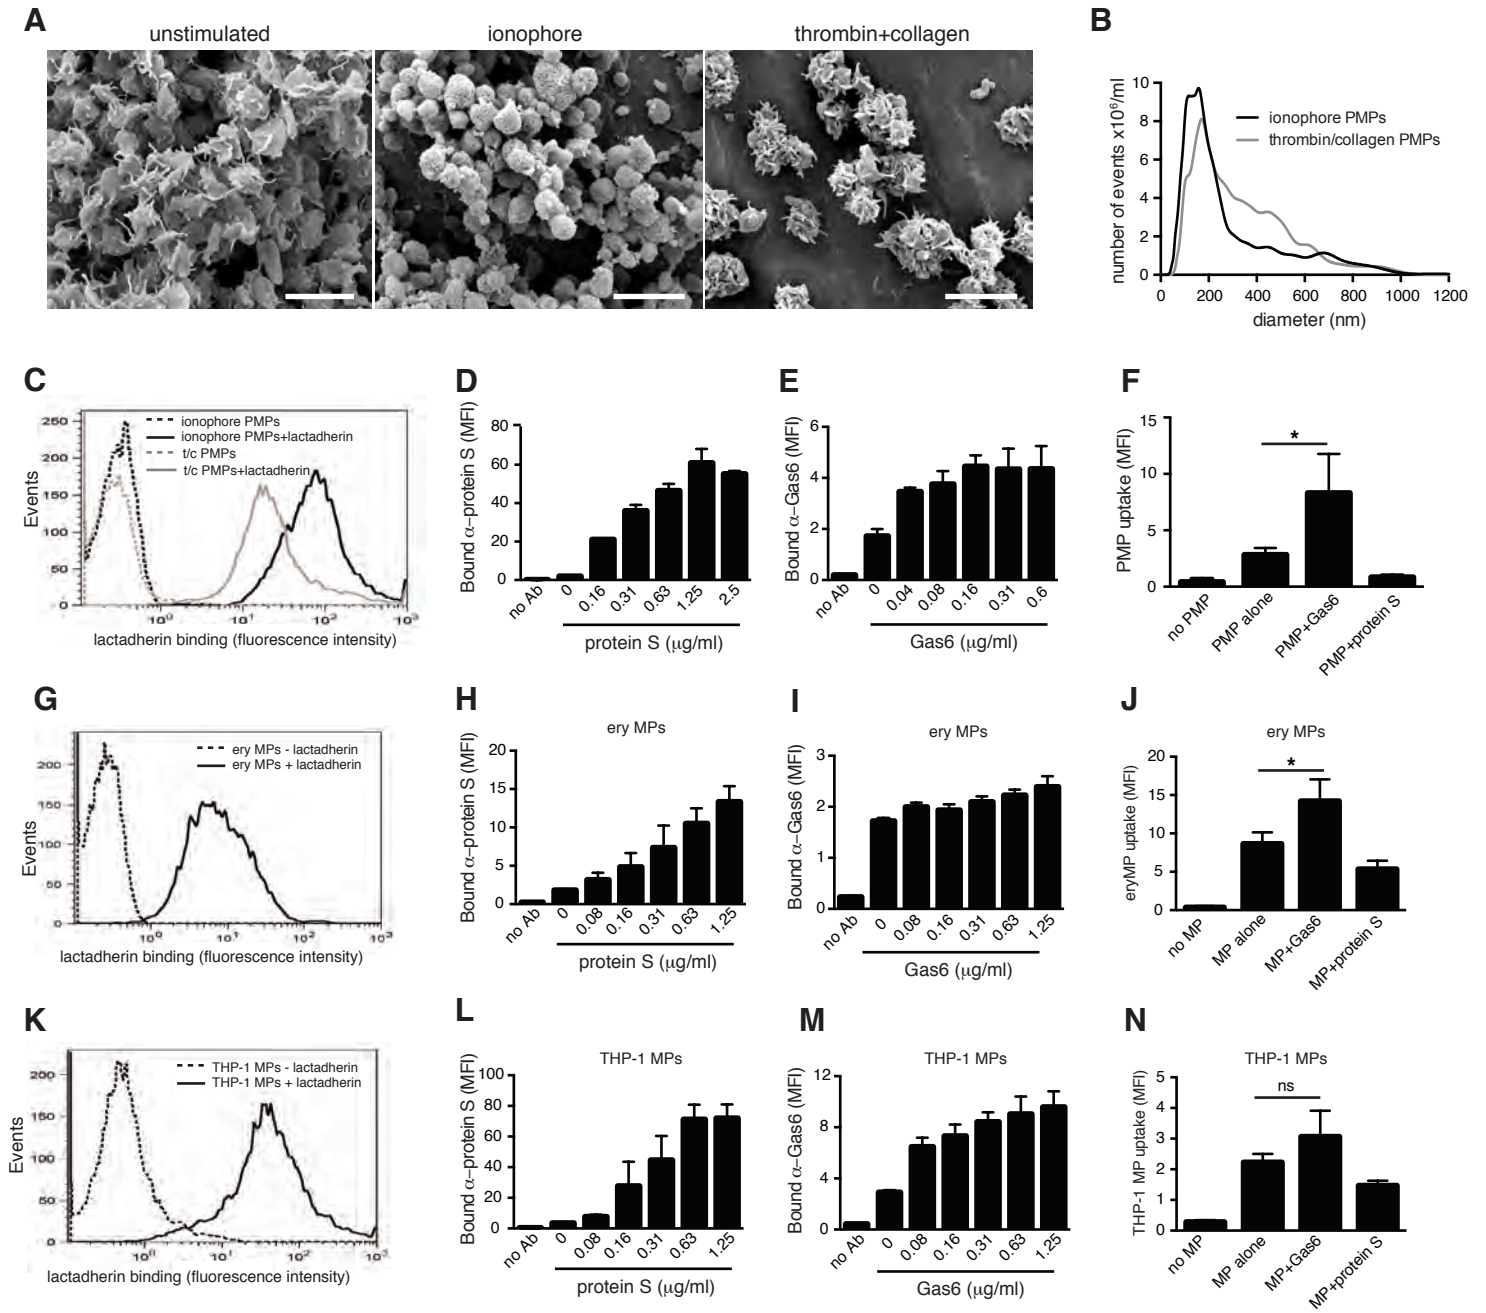 A
unstimulated
ionophore
thrombin+collagen
B
number of events x10⁶/ml
10
8
6
4
2
0
ionophore PMPs
thrombin/collagen PMPs
0 200 400 600 800 1000 1200
diameter (nm)
C
Events
250
200
150
100
50
0
ionophore PMPs
ionophore PMPs+lactadherin
t/c PMPs
t/c PMPs+lactadherin
10⁰ 10¹ 10² 10³
lactadherin binding (fluorescence intensity)
D
Bound α–protein S (MFI)
80
60
40
20
0
no Ab 0 0.16 0.31 0.63 1.25 2.5
protein S (μg/ml)
E
Bound α–Gas6 (MFI)
6
4
2
0
no Ab 0 0.04 0.08 0.16 0.31 0.6
Gas6 (μg/ml)
F
PMP uptake (MFI)
15
10
5
0
*
no PMP PMP alone PMP+Gas6 PMP+protein S
G
Events
200
150
100
50
0
ery MPs - lactadherin
ery MPs + lactadherin
10⁰ 10¹ 10² 10³
lactadherin binding (fluorescence intensity)
H
ery MPs
Bound α–protein S (MFI)
20
15
10
5
0
no Ab 0 0.08 0.16 0.31 0.63 1.25
protein S (μg/ml)
I
ery MPs
Bound α–Gas6 (MFI)
3
2
1
0
no Ab 0 0.08 0.16 0.31 0.63 1.25
Gas6 (μg/ml)
J
ery MPs
eryMP uptake (MFI)
20
15
10
5
0
*
no MP MP alone MP+Gas6 MP+protein S
K
Events
200
150
100
50
0
THP-1 MPs - lactadherin
THP-1 MPs + lactadherin
10⁰ 10¹ 10² 10³
lactadherin binding (fluorescence intensity)
L
THP-1 MPs
Bound α–protein S (MFI)
100
80
60
40
20
0
no Ab 0 0.08 0.16 0.31 0.63 1.25
protein S (μg/ml)
M
THP-1 MPs
Bound α–Gas6 (MFI)
12
8
4
0
no Ab 0 0.08 0.16 0.31 0.63 1.25
Gas6 (μg/ml)
N
THP-1 MPs
THP-1 MP uptake (MFI)
5
4
3
2
1
0
ns
no MP MP alone MP+Gas6 MP+protein S